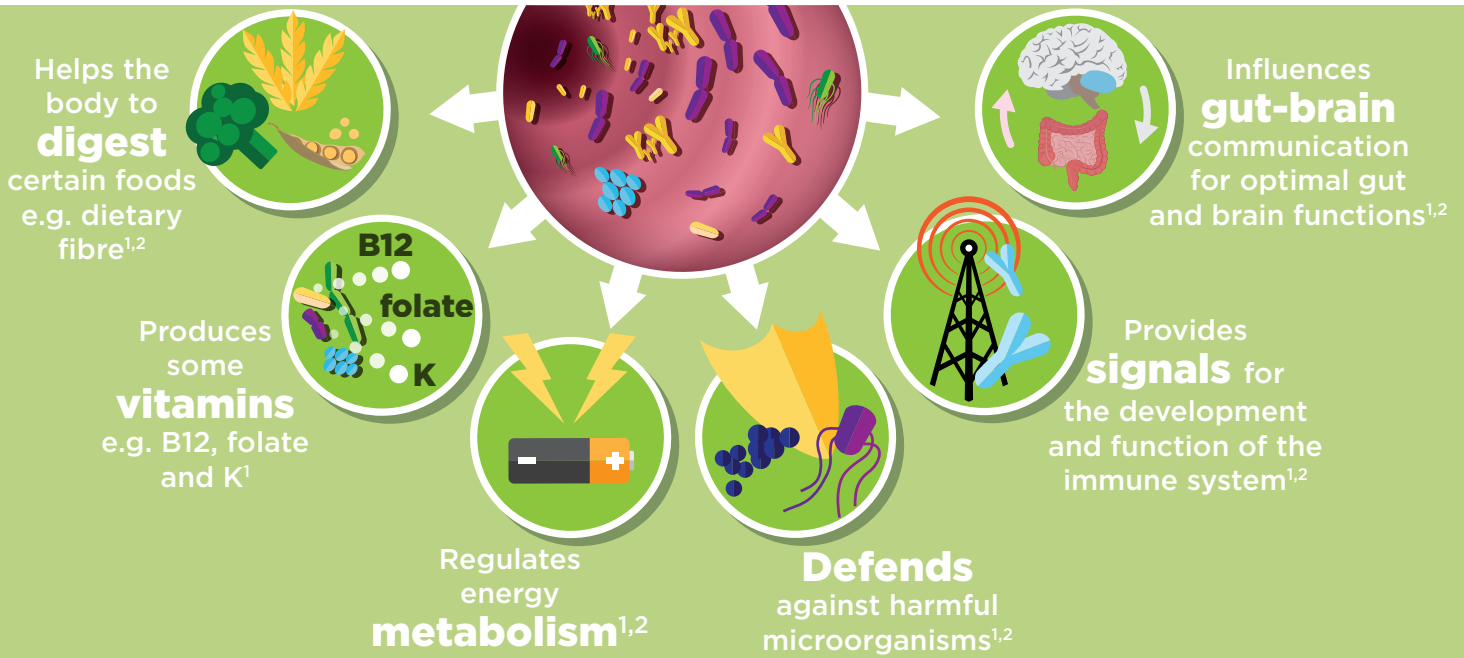 Helps the
body to
digest
certain foods
e.g. dietary
fibre1,2
B12
folate
K
Produces
some
vitamins
e.g. B12, folate
and K1
Regulates
energy
metabolism1,2
Defends
against harmful
microorganisms1,2
Provides
signals for
the development
and function of the
immune system1,2
Influences
gut-brain
communication
for optimal gut
and brain functions1,2